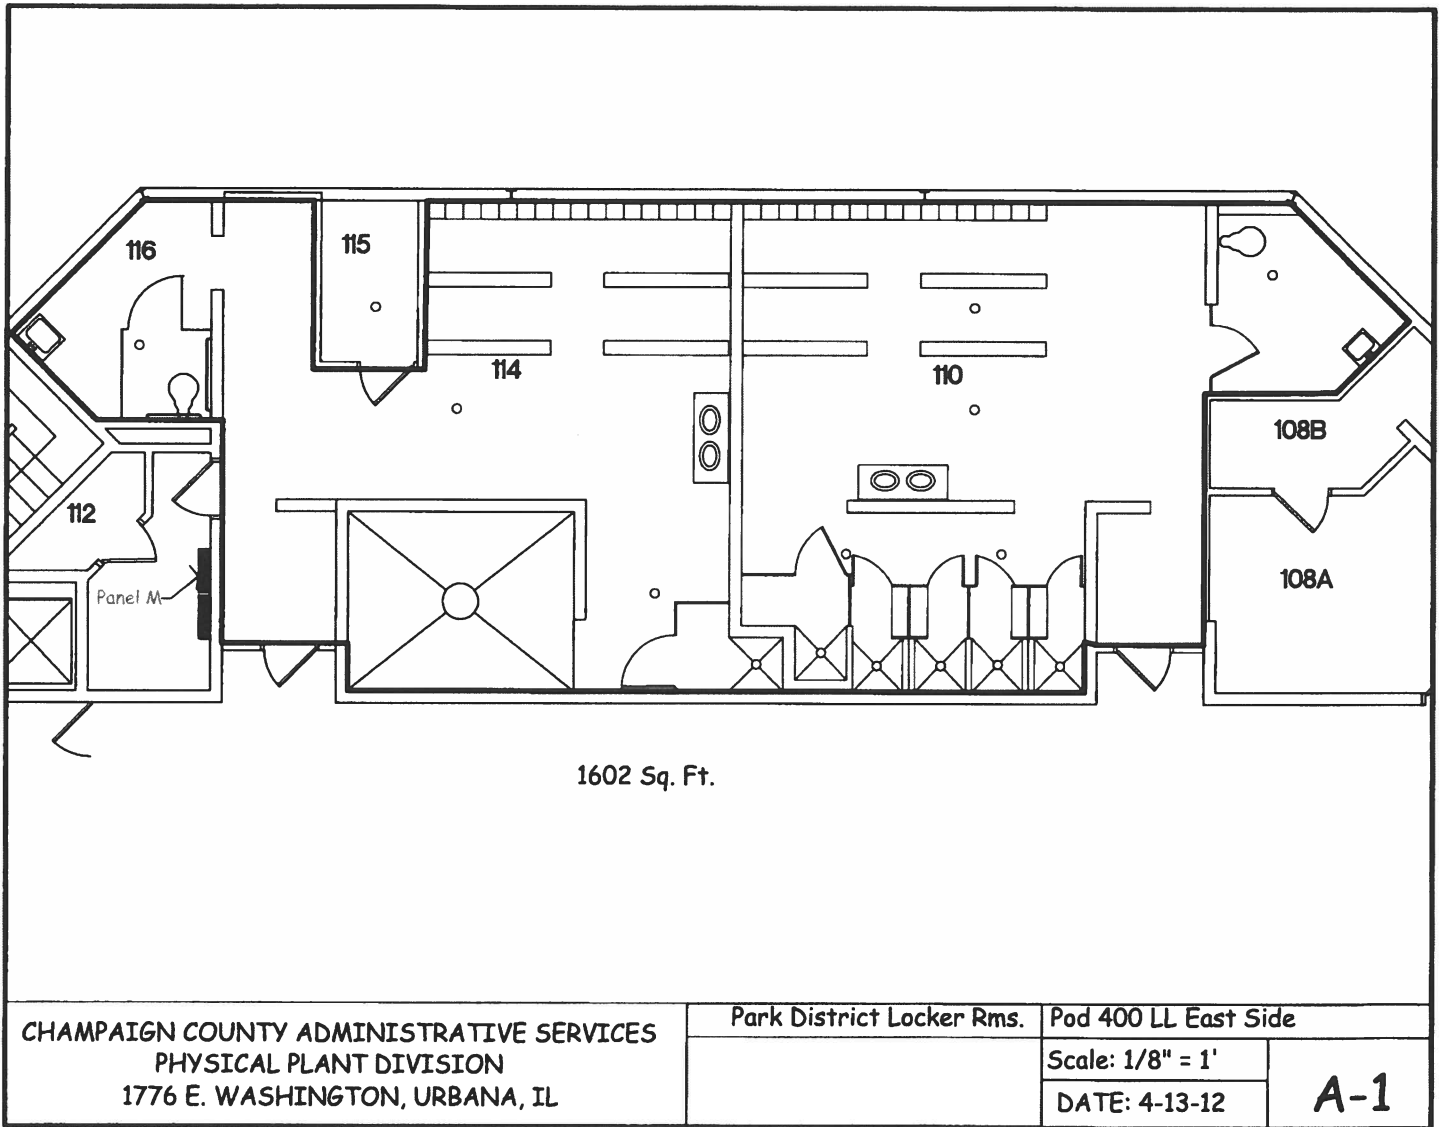 116
115
114
110
108B
112
108A
Panel M
1602 Sq. Ft.
CHAMPAIGN COUNTY ADMINISTRATIVE SERVICES
PHYSICAL PLANT DIVISION
1776 E. WASHINGTON, URBANA, IL
Park District Locker Rms.
Pod 400 LL East Side
Scale: 1/8" = 1'
DATE: 4-13-12
A-1